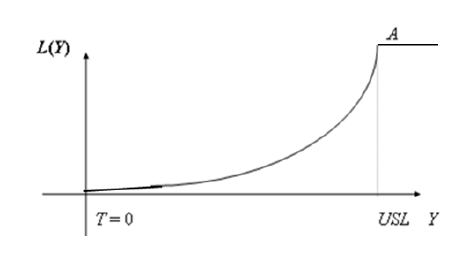 A
L(Y)
T = 0
USL Y